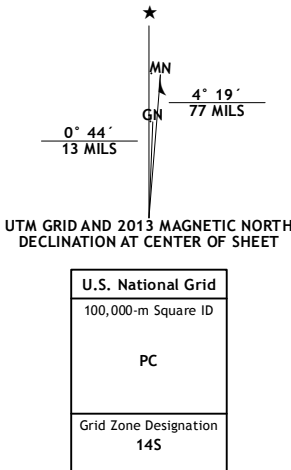 ★
MN
4° 19´
77 MILS
GN
0° 44´
13 MILS
UTM GRID AND 2013 MAGNETIC NORTH
DECLINATION AT CENTER OF SHEET
U.S. National Grid
100,000-m Square ID
PC
Grid Zone Designation
14S